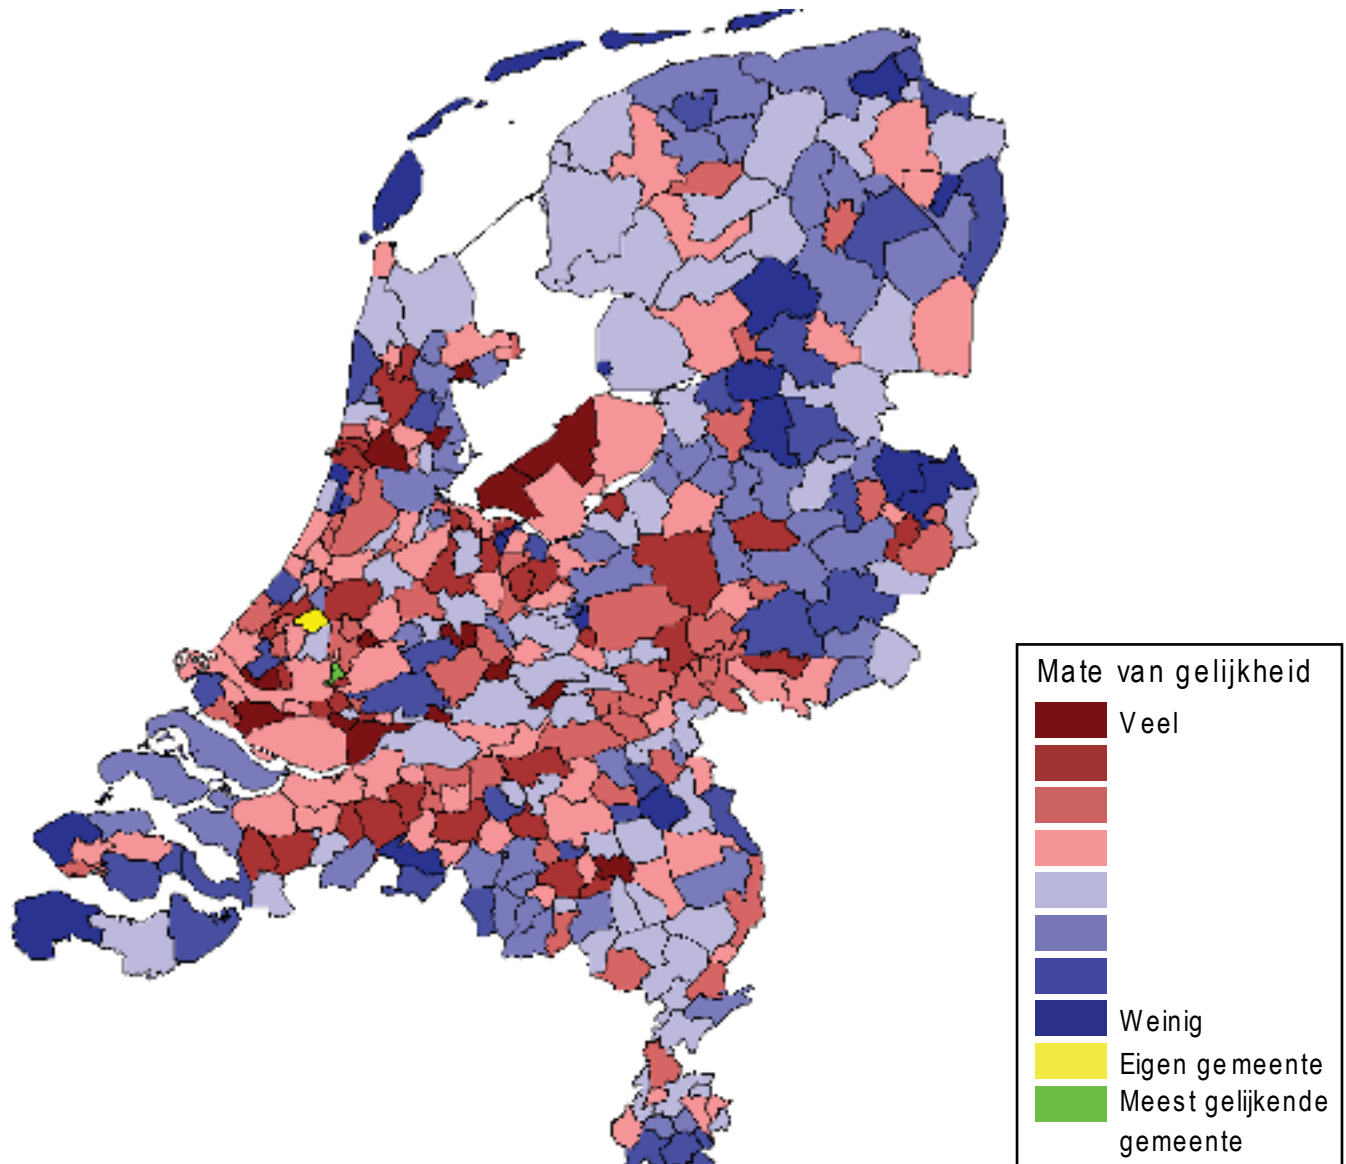 Mate van gelijkheid
Veel
Weinig
Eigen gemeente
Meest gelijkende
gemeente